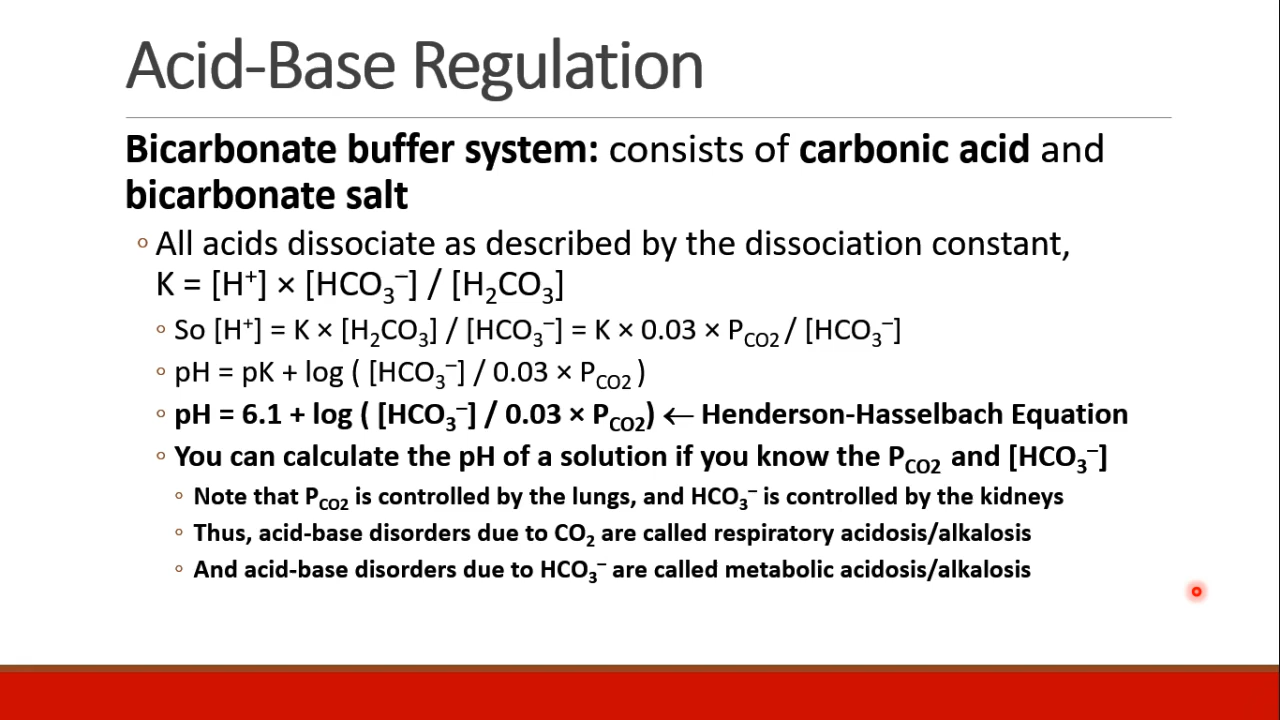 Acid-Base Regulation
Bicarbonate buffer system: consists of carbonic acid and
bicarbonate salt
◦ All acids dissociate as described by the dissociation constant,
K = [H⁺] × [HCO₃⁻] / [H₂CO₃]
◦ So [H⁺] = K × [H₂CO₃] / [HCO₃⁻] = K × 0.03 × P_CO2 / [HCO₃⁻]
◦ pH = pK + log ( [HCO₃⁻] / 0.03 × P_CO2 )
◦ pH = 6.1 + log ( [HCO₃⁻] / 0.03 × P_CO2) ← Henderson-Hasselbach Equation
◦ You can calculate the pH of a solution if you know the P_CO2 and [HCO₃⁻]
◦ Note that P_CO2 is controlled by the lungs, and HCO₃⁻ is controlled by the kidneys
◦ Thus, acid-base disorders due to CO₂ are called respiratory acidosis/alkalosis
◦ And acid-base disorders due to HCO₃⁻ are called metabolic acidosis/alkalosis